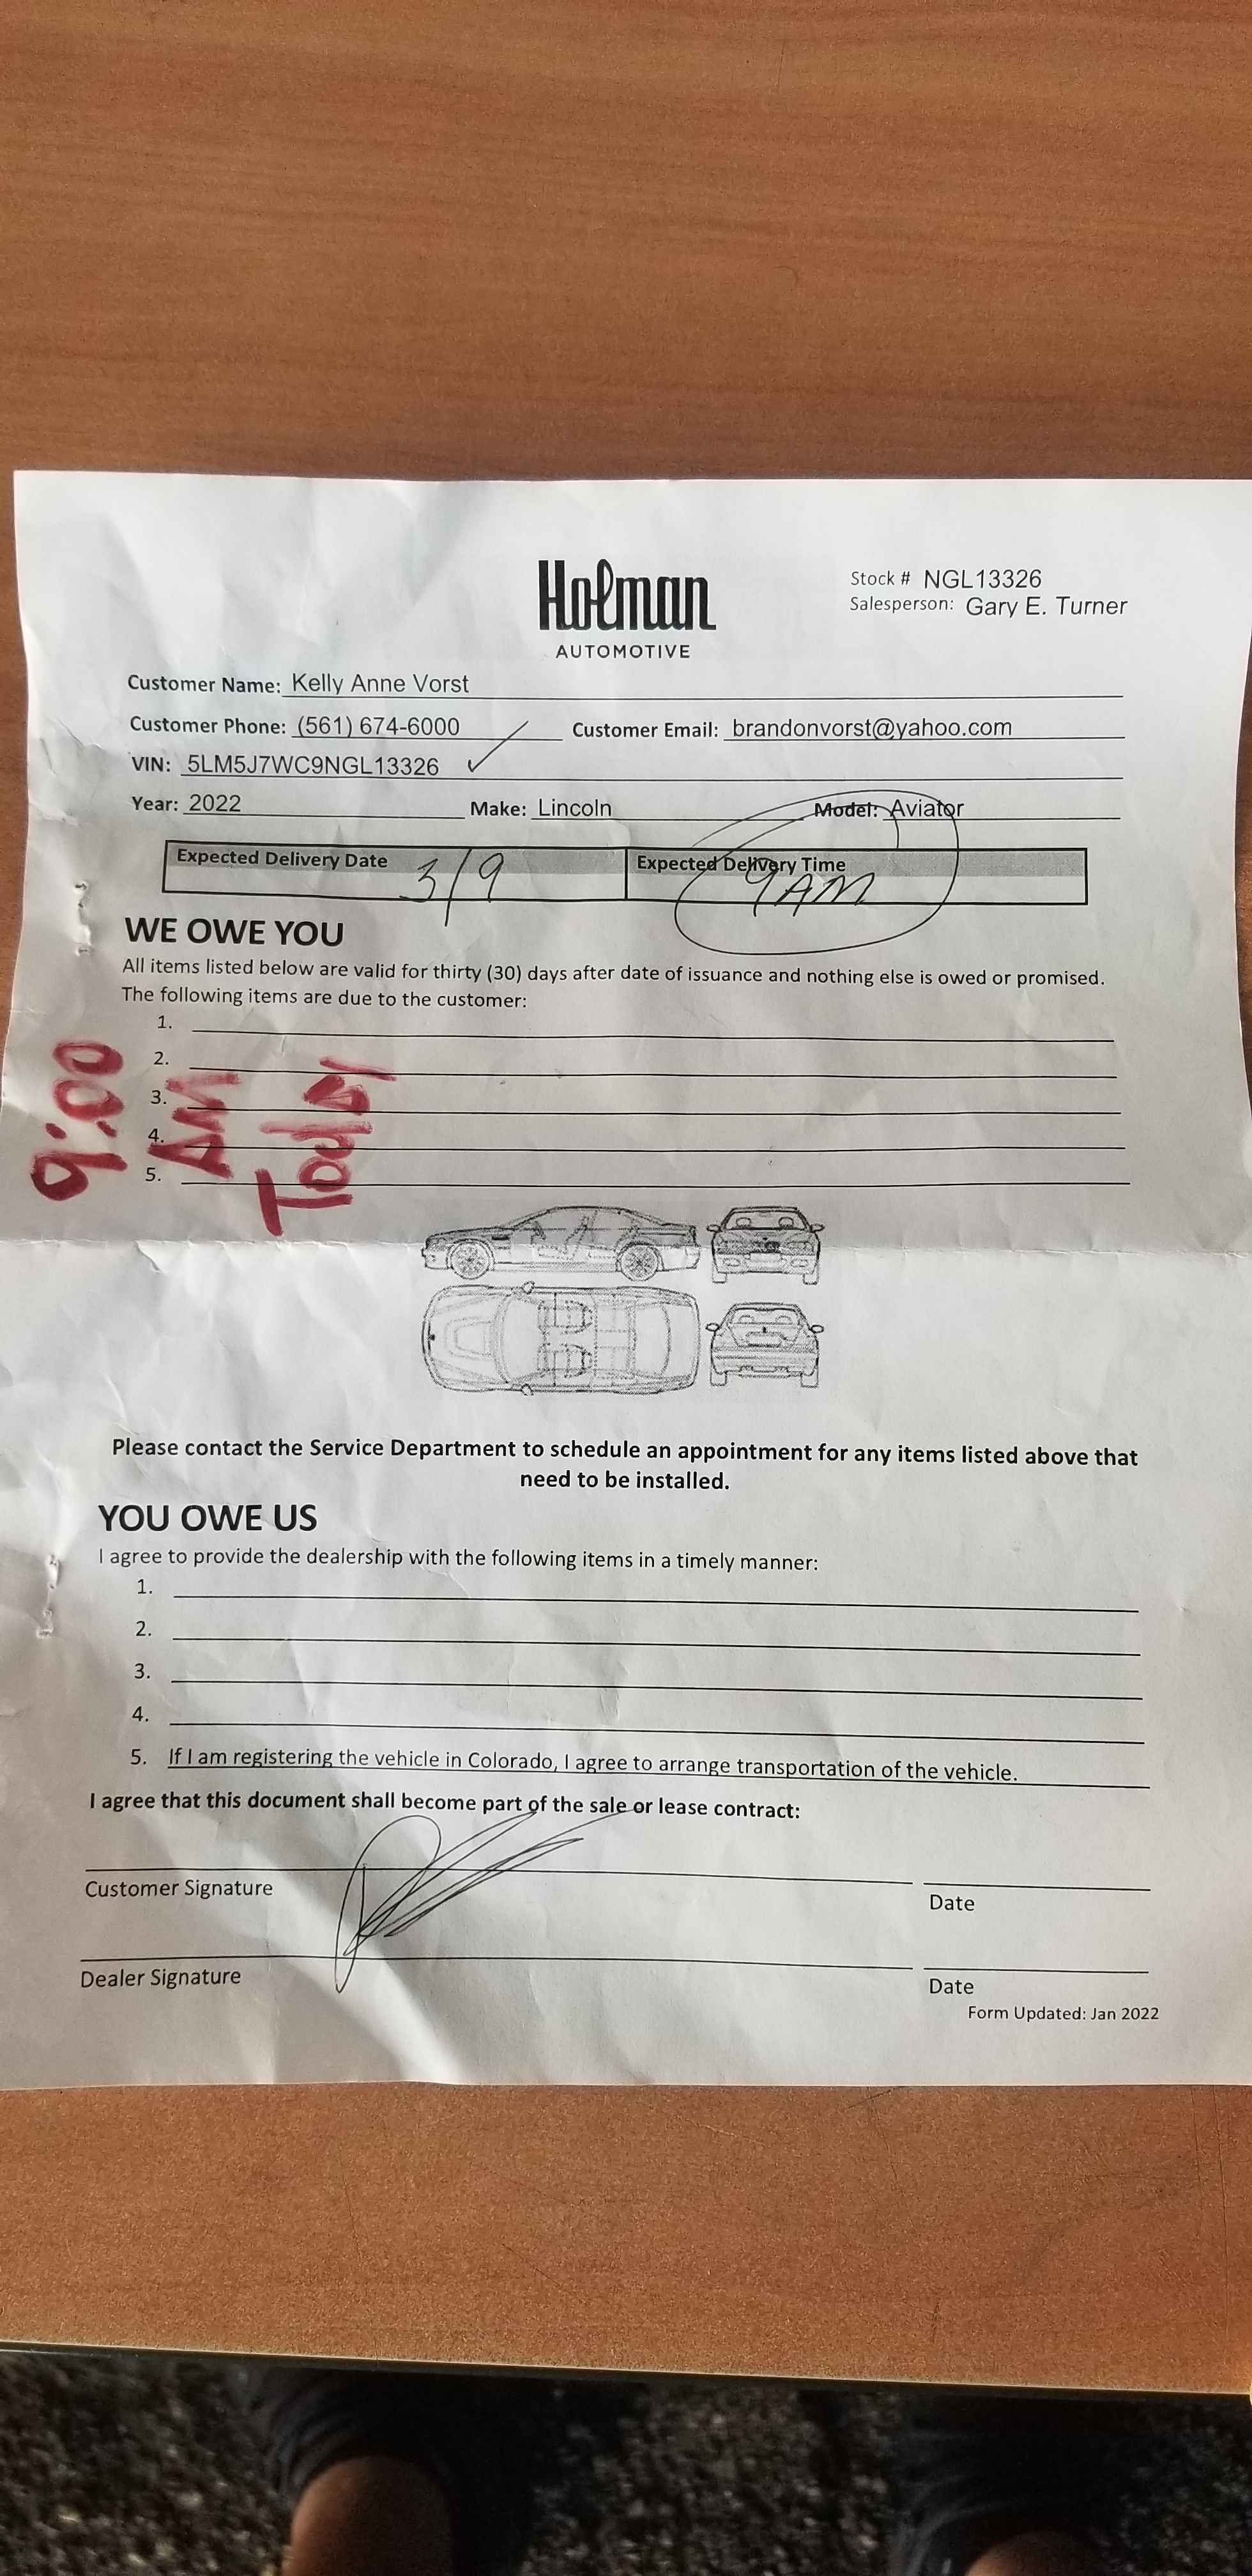 Holman
AUTOMOTIVE
Stock # NGL13326
Salesperson: Gary E. Turner
Customer Name: Kelly Anne Vorst
Customer Phone: (561) 674-6000 Customer Email: brandonvorst@yahoo.com
VIN: 5LM5J7WC9NGL13326
Year: 2022 Make: Lincoln Model: Aviator
Expected Delivery Date 3/9 Expected Delivery Time 9AM
WE OWE YOU
All items listed below are valid for thirty (30) days after date of issuance and nothing else is owed or promised.
The following items are due to the customer:
1.
2.
3.
4.
5.
9:00
AM
Today
Please contact the Service Department to schedule an appointment for any items listed above that
need to be installed.
YOU OWE US
I agree to provide the dealership with the following items in a timely manner:
1.
2.
3.
4.
5. If I am registering the vehicle in Colorado, I agree to arrange transportation of the vehicle.
I agree that this document shall become part of the sale or lease contract:
Customer Signature Date
Dealer Signature Date
Form Updated: Jan 2022